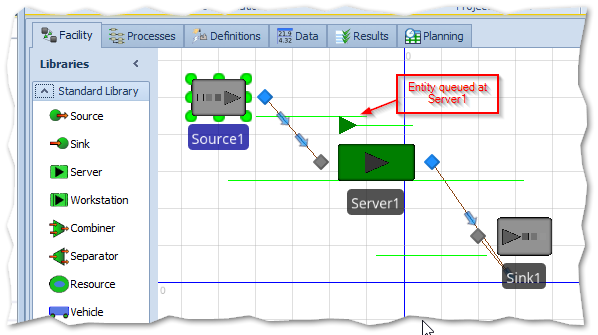 Facility
Processes
Definitions
Data
Results
Planning
Libraries
Standard Library
Source
Sink
Server
Workstation
Combiner
Separator
Resource
Vehicle
Source1
Entity queued at
Server1
Server1
Sink1
0
0